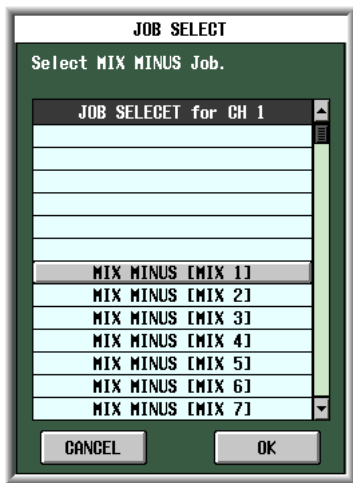 JOB SELECT
Select MIX MINUS Job.
JOB SELECET for CH 1
MIX MINUS [MIX 1]
MIX MINUS [MIX 2]
MIX MINUS [MIX 3]
MIX MINUS [MIX 4]
MIX MINUS [MIX 5]
MIX MINUS [MIX 6]
MIX MINUS [MIX 7]
CANCEL OK